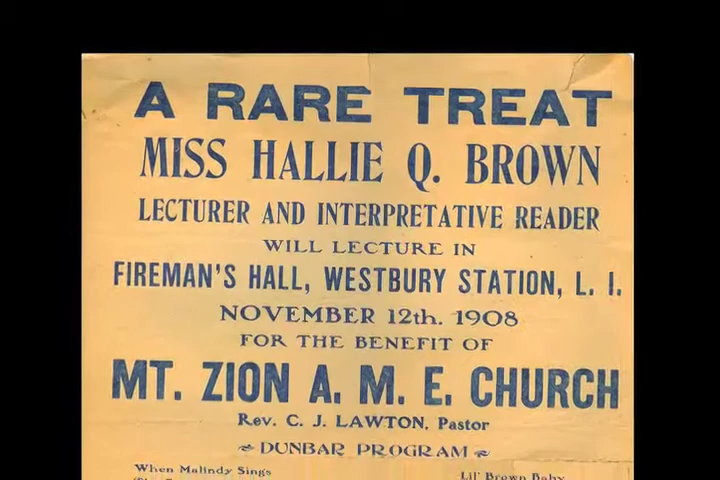 A RARE TREAT
MISS HALLIE Q. BROWN
LECTURER AND INTERPRETATIVE READER
WILL LECTURE IN
FIREMAN'S HALL, WESTBURY STATION, L. I.
NOVEMBER 12th. 1908
FOR THE BENEFIT OF
MT. ZION A. M. E. CHURCH
Rev. C. J. LAWTON, Pastor
DUNBAR PROGRAM
When Malindy Sings
Lil' Brown Baby